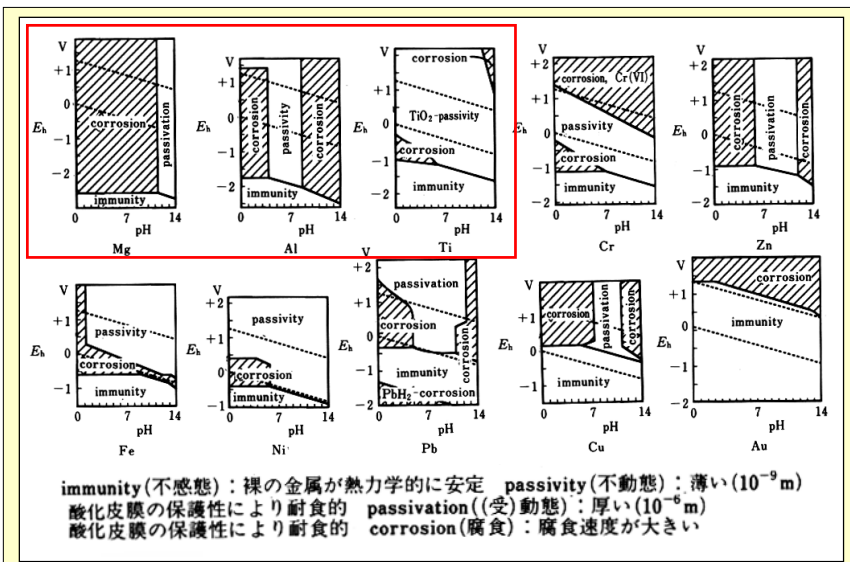 V
+1
0
−1
−2
Eh
corrosion
passivation
immunity
0 7 14
pH
Mg
V
+1
0
−1
−2
Eh
corrosion
passivity
corrosion
immunity
0 7 14
pH
Al
V
+1
0
−1
−2
Eh
corrosion
TiO2-passivity
corrosion
immunity
0 7 14
pH
Ti
V
+2
+1
0
−1
−2
Eh
corrosion, Cr(VI)
passivity
corrosion
immunity
0 7 14
pH
Cr
V
+2
+1
0
−1
−2
Eh
corrosion
passivation
corrosion
immunity
0 7 14
pH
Zn
V
+1
0
−1
Eh
passivity
corrosion
immunity
0 7 14
pH
Fe
V
+2
+1
0
−1
Eh
passivity
corrosion
immunity
0 7 14
pH
Ni
V
+2
+1
0
−1
−2
Eh
passivation
corrosion
corrosion
immunity
PbH2-corrosion
0 7 14
pH
Pb
V
+2
+1
0
−1
Eh
corrosion
passivation
corrosion
immunity
0 7 14
pH
Cu
V
+2
+1
0
−1
−2
Eh
corrosion
immunity
0 7 14
pH
Au
immunity(不感態):裸の金属が熱力学的に安定 passivity(不動態):薄い(10⁻⁹m)
酸化皮膜の保護性により耐食的 passivation((受)動態):厚い(10⁻⁶m)
酸化皮膜の保護性により耐食的 corrosion(腐食):腐食速度が大きい